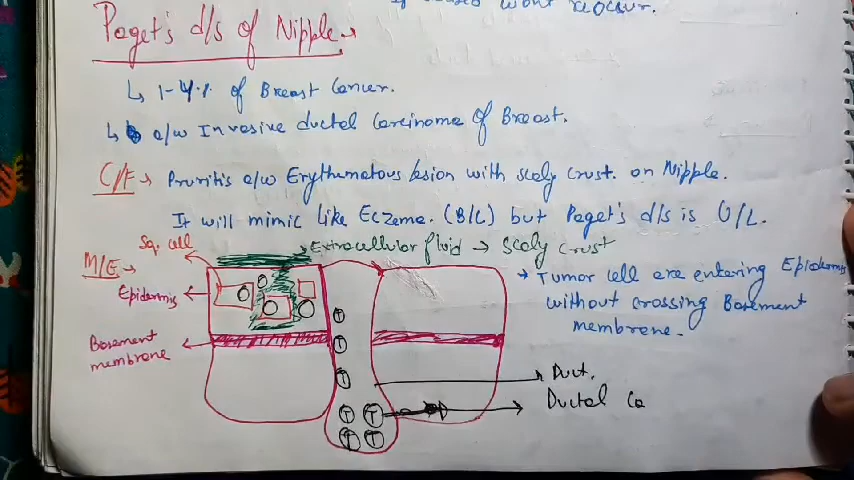 wont reoccur.
Paget's d/s of Nipple
↳ 1-4% of Breast Cancer.
↳ a/w Invasive ductal Carcinoma of Breast.
C/F → Pruritis a/w Erythematous lesion with scaly crust on Nipple.
It will mimic like Eczema. (B/L) but Paget's d/s is U/L.
Sq. cell
Extracellular fluid → Scaly crust
M/E →
Epidermis
→ Tumor cell are entering Epidermis
without crossing Basement
membrane.
Basement
membrane
T
T
T
Duct.
T T
Ductal Ca
T T